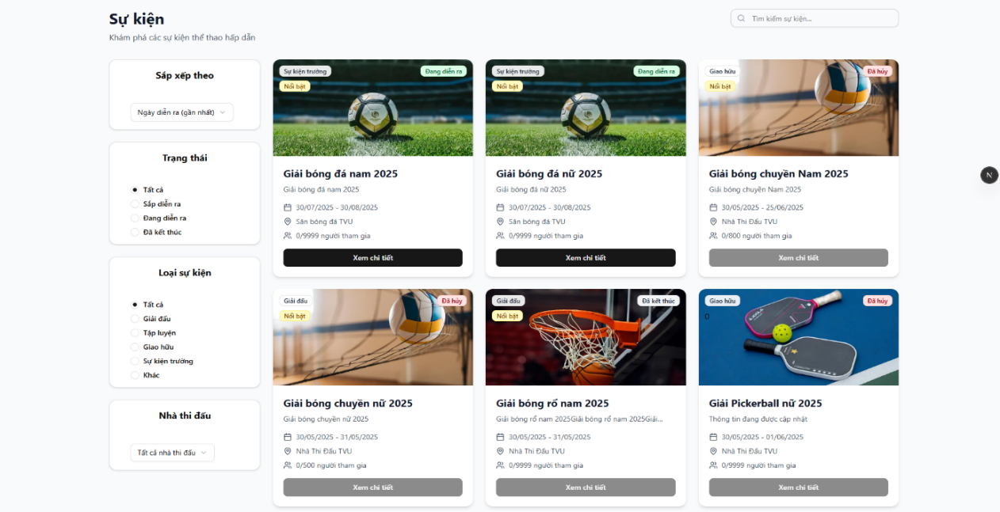 Sự kiện
Khám phá các sự kiện thể thao hấp dẫn
Tìm kiếm sự kiện...
Sắp xếp theo
Ngày diễn ra (gần nhất)
Trạng thái
Tất cả
Sắp diễn ra
Đang diễn ra
Đã kết thúc
Loại sự kiện
Tất cả
Giải đấu
Tập luyện
Giao hữu
Sự kiện trường
Khác
Nhà thi đấu
Tất cả nhà thi đấu
Sự kiện trường
Đang diễn ra
Nổi bật
Giải bóng đá nam 2025
Giải bóng đá nam 2025
30/07/2025 - 30/08/2025
Sân bóng đá TVU
0/9999 người tham gia
Xem chi tiết
Sự kiện trường
Đang diễn ra
Nổi bật
Giải bóng đá nữ 2025
Giải bóng đá nữ 2025
30/07/2025 - 30/08/2025
Sân bóng đá TVU
0/9999 người tham gia
Xem chi tiết
Giao hữu
Đã hủy
Nổi bật
Giải bóng chuyền Nam 2025
Giải bóng chuyền Nam 2025
30/05/2025 - 25/06/2025
Nhà Thi Đấu TVU
0/800 người tham gia
Xem chi tiết
N
Giải đấu
Đã hủy
Nổi bật
Giải bóng chuyền nữ 2025
Giải bóng chuyền nữ 2025
30/05/2025 - 31/05/2025
Nhà Thi Đấu TVU
0/500 người tham gia
Xem chi tiết
Giải đấu
Đã kết thúc
Nổi bật
Giải bóng rổ nam 2025
Giải bóng rổ nam 2025Giải bóng rổ nam 2025Giải...
30/05/2025 - 31/05/2025
Nhà Thi Đấu TVU
0/9999 người tham gia
Xem chi tiết
Giao hữu
Đã hủy
0
Giải Pickerball nữ 2025
Thông tin đang được cập nhật
30/05/2025 - 01/06/2025
Nhà Thi Đấu TVU
0/9999 người tham gia
Xem chi tiết